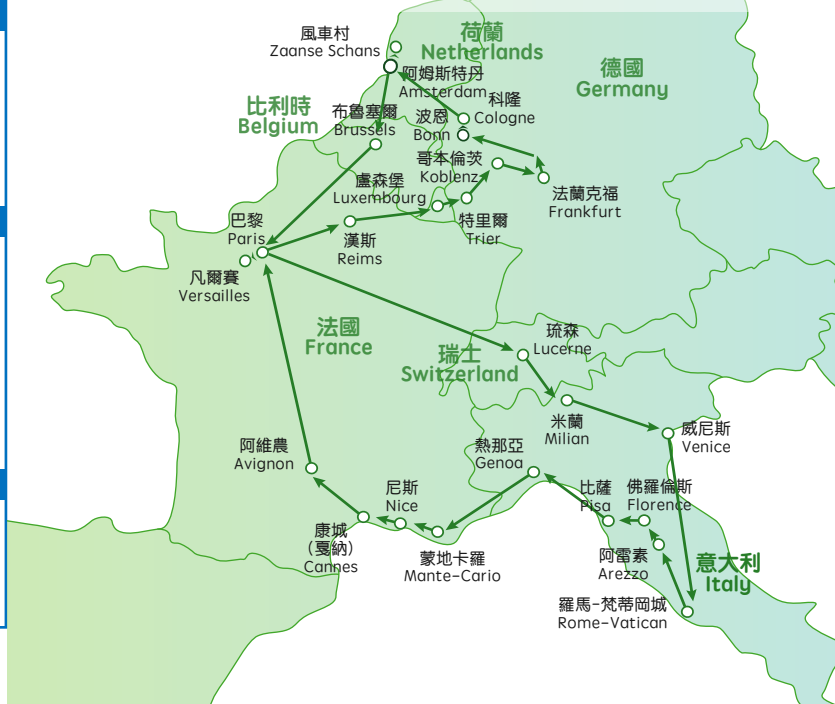 風車村
Zaanse Schans
荷蘭
Netherlands
阿姆斯特丹
Amsterdam
德國
Germany
比利時
Belgium
布魯塞爾
Brussels
科隆
Cologne
波恩
Bonn
哥本倫茨
Koblenz
盧森堡
Luxembourg
法蘭克福
Frankfurt
特里爾
Trier
巴黎
Paris
漢斯
Reims
凡爾賽
Versailles
法國
France
瑞士
Switzerland
琉森
Lucerne
米蘭
Milian
威尼斯
Venice
阿維農
Avignon
熱那亞
Genoa
尼斯
Nice
比薩
Pisa
佛羅倫斯
Florence
康城
(戛納)
Cannes
蒙地卡羅
Mante-Cario
阿雷素
Arezzo
意大利
Italy
羅馬-梵蒂岡城
Rome-Vatican